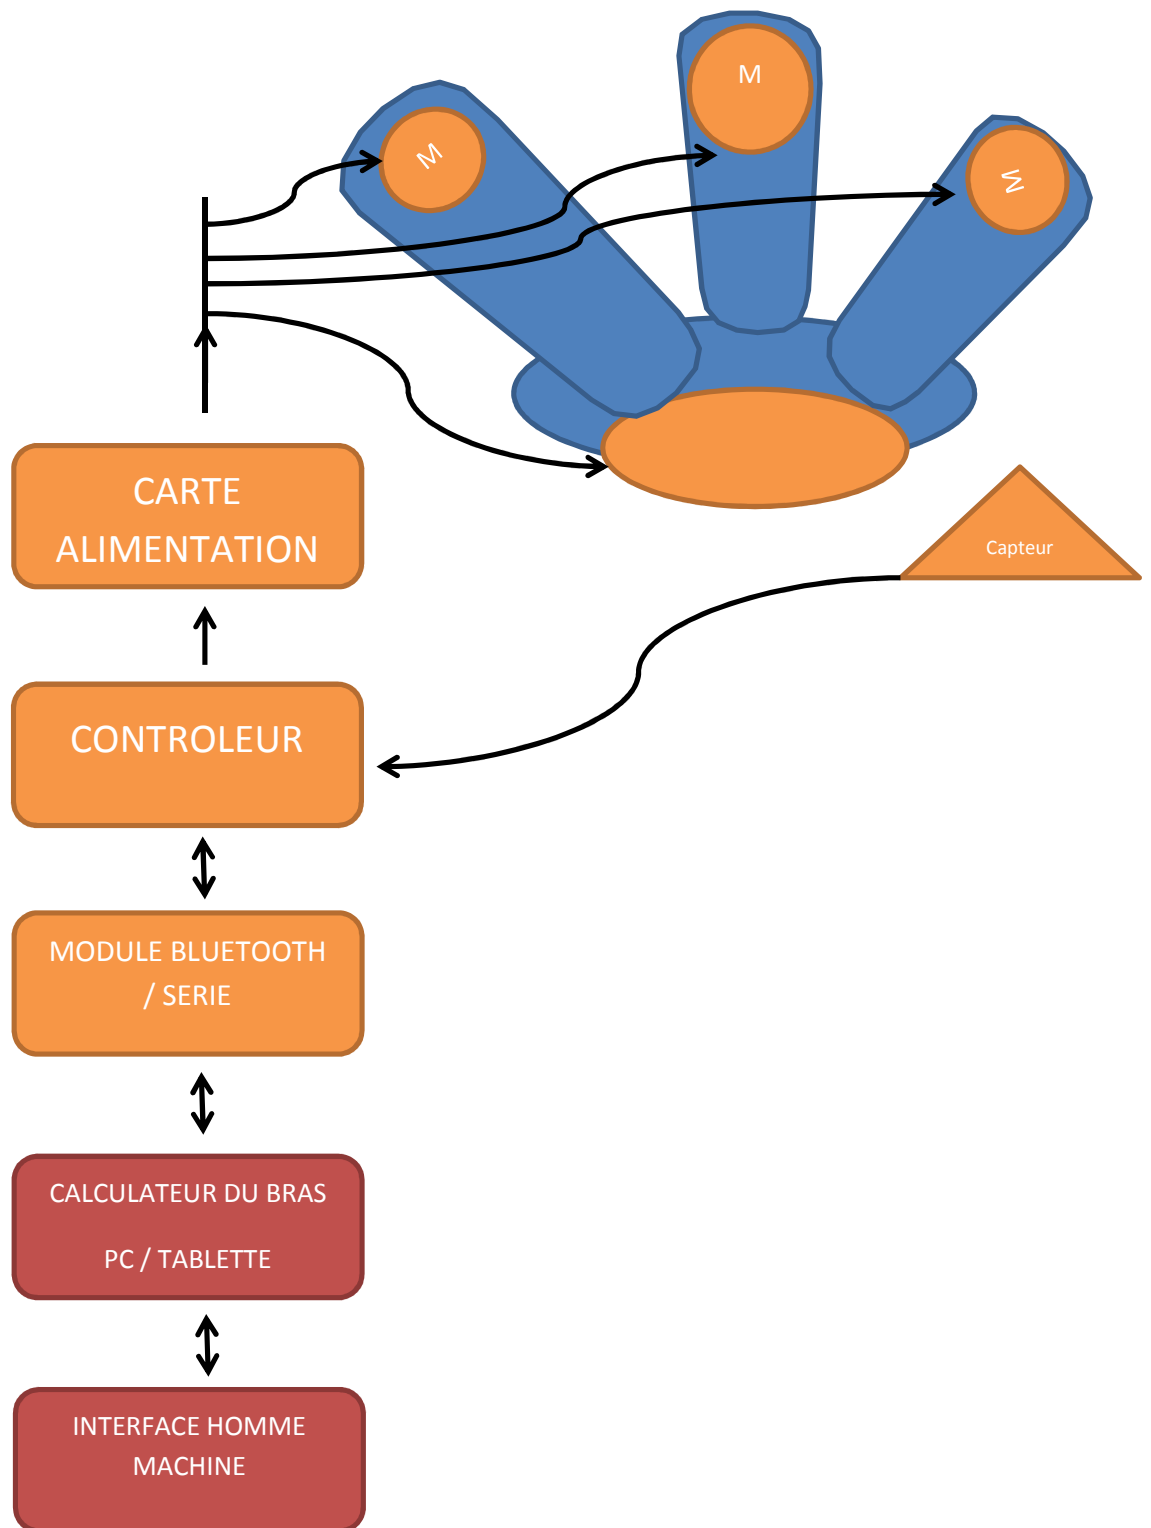 M
M
M
CARTE
ALIMENTATION
Capteur
CONTROLEUR
MODULE BLUETOOTH
/ SERIE
CALCULATEUR DU BRAS
PC / TABLETTE
INTERFACE HOMME
MACHINE